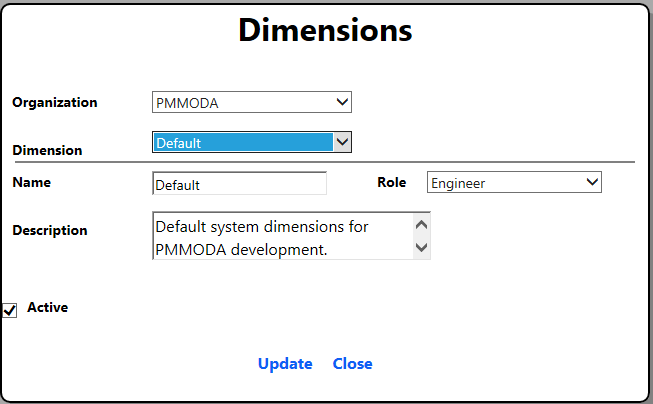 Dimensions
Organization PMMODA
Dimension Default
Name Default Role Engineer
Description Default system dimensions for
PMMODA development.
Active
Update Close